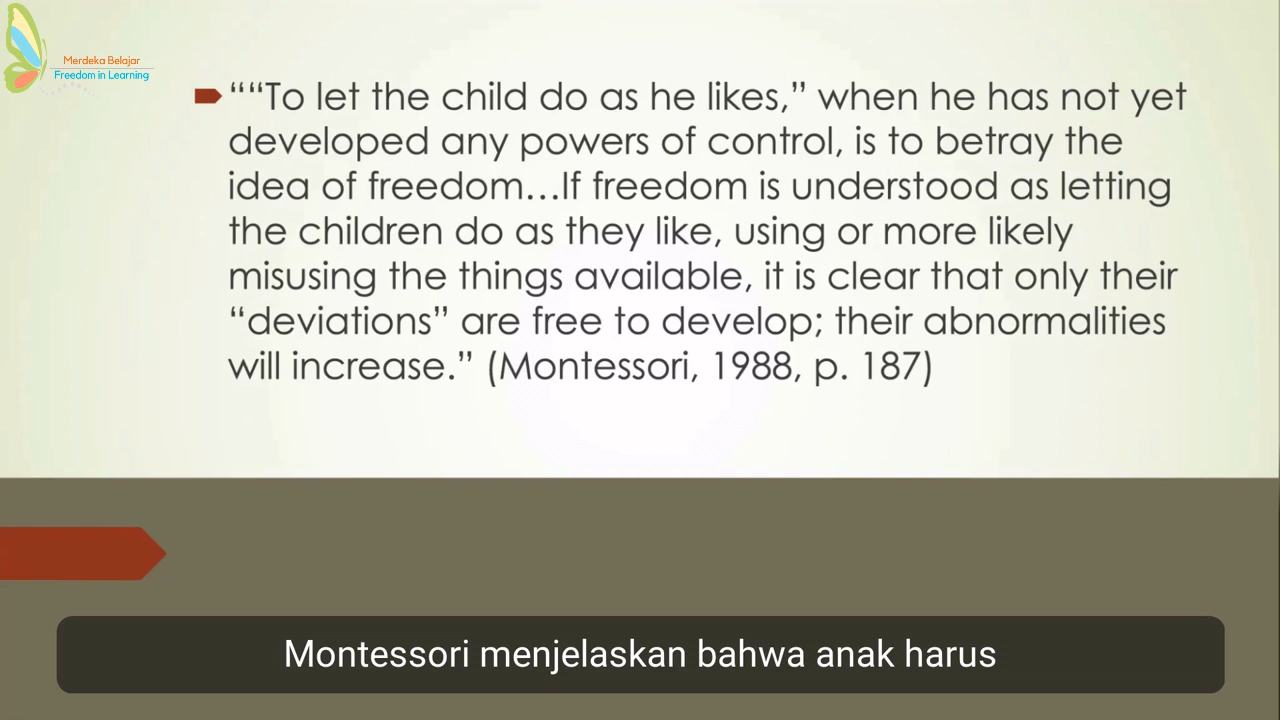 Merdeka Belajar
Freedom in Learning
““To let the child do as he likes,” when he has not yet
developed any powers of control, is to betray the
idea of freedom…If freedom is understood as letting
the children do as they like, using or more likely
misusing the things available, it is clear that only their
“deviations” are free to develop; their abnormalities
will increase.” (Montessori, 1988, p. 187)
Montessori menjelaskan bahwa anak harus